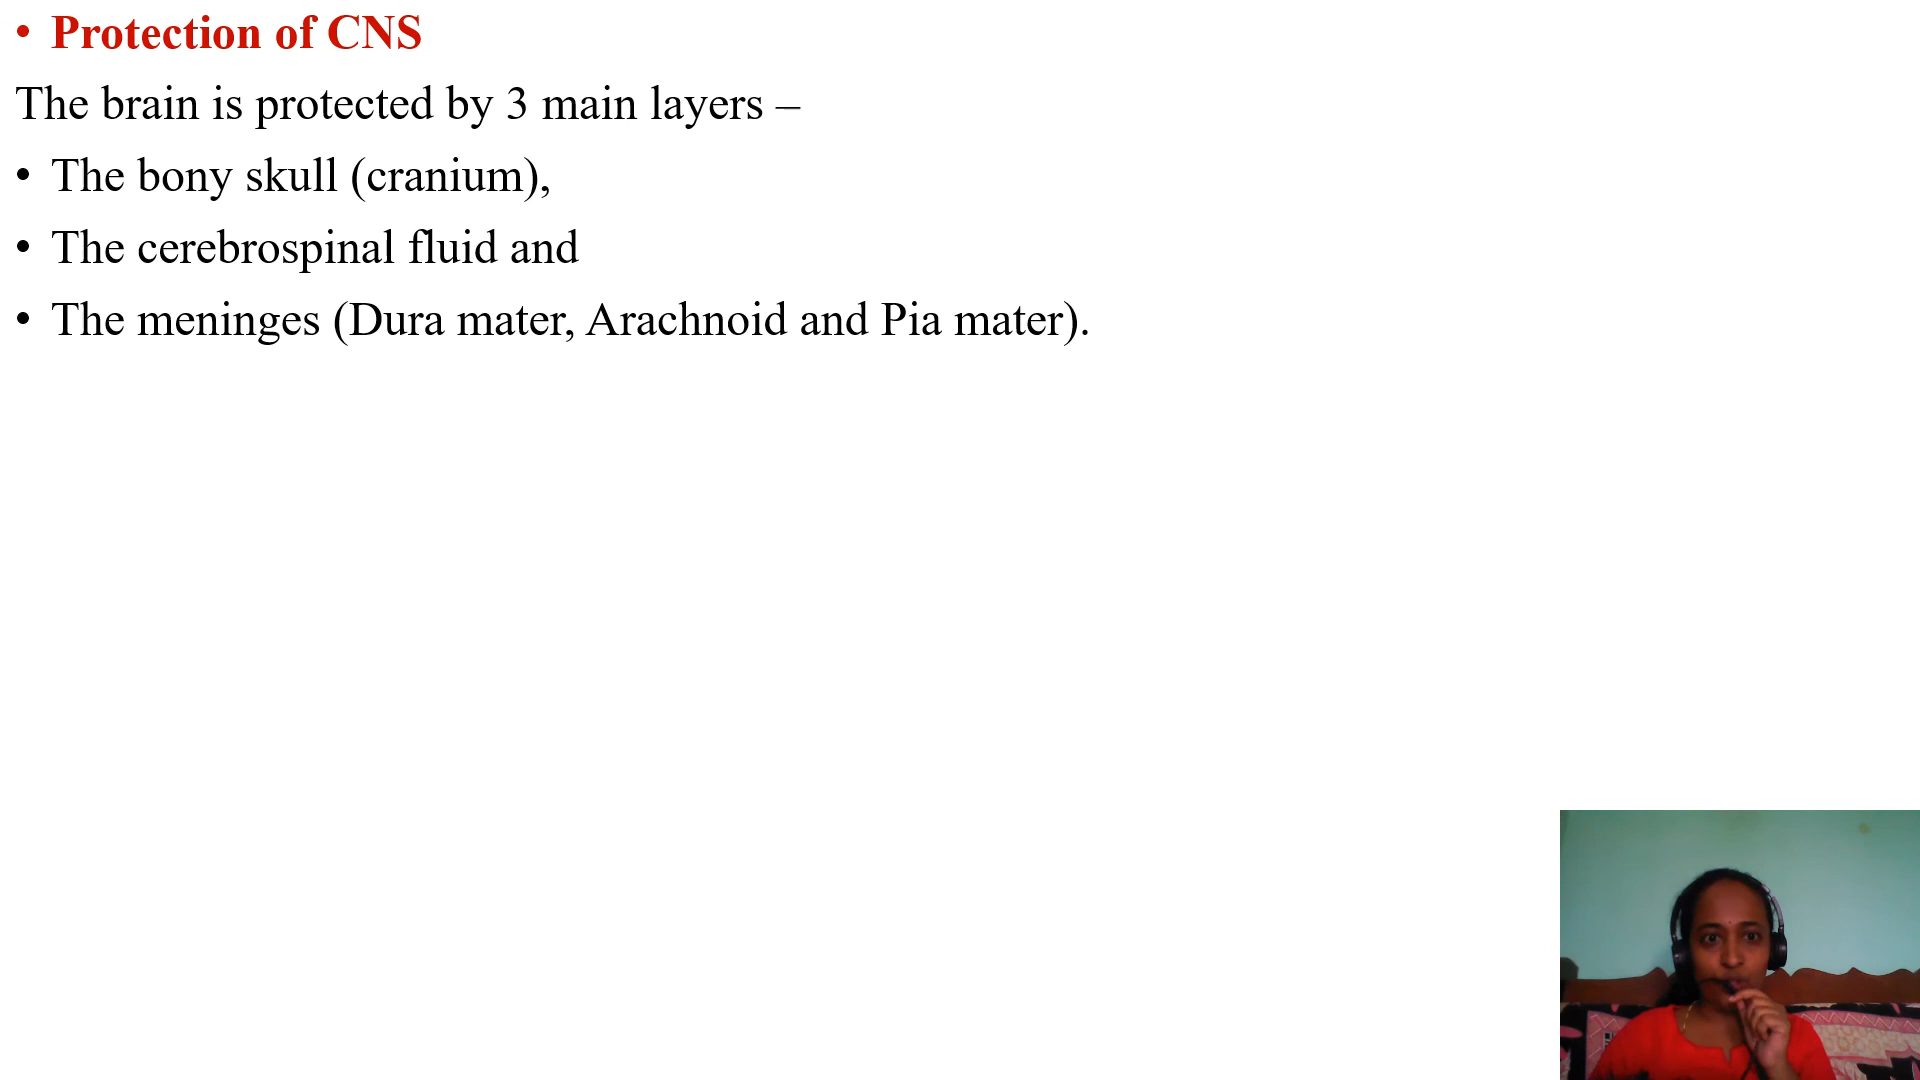 • Protection of CNS
The brain is protected by 3 main layers –
• The bony skull (cranium),
• The cerebrospinal fluid and
• The meninges (Dura mater, Arachnoid and Pia mater).